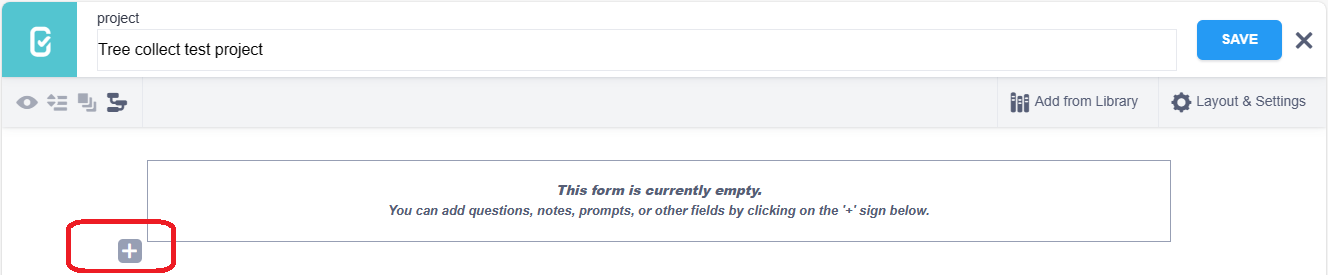 project
Tree collect test project
SAVE
Add from Library
Layout & Settings
This form is currently empty.
You can add questions, notes, prompts, or other fields by clicking on the '+' sign below.